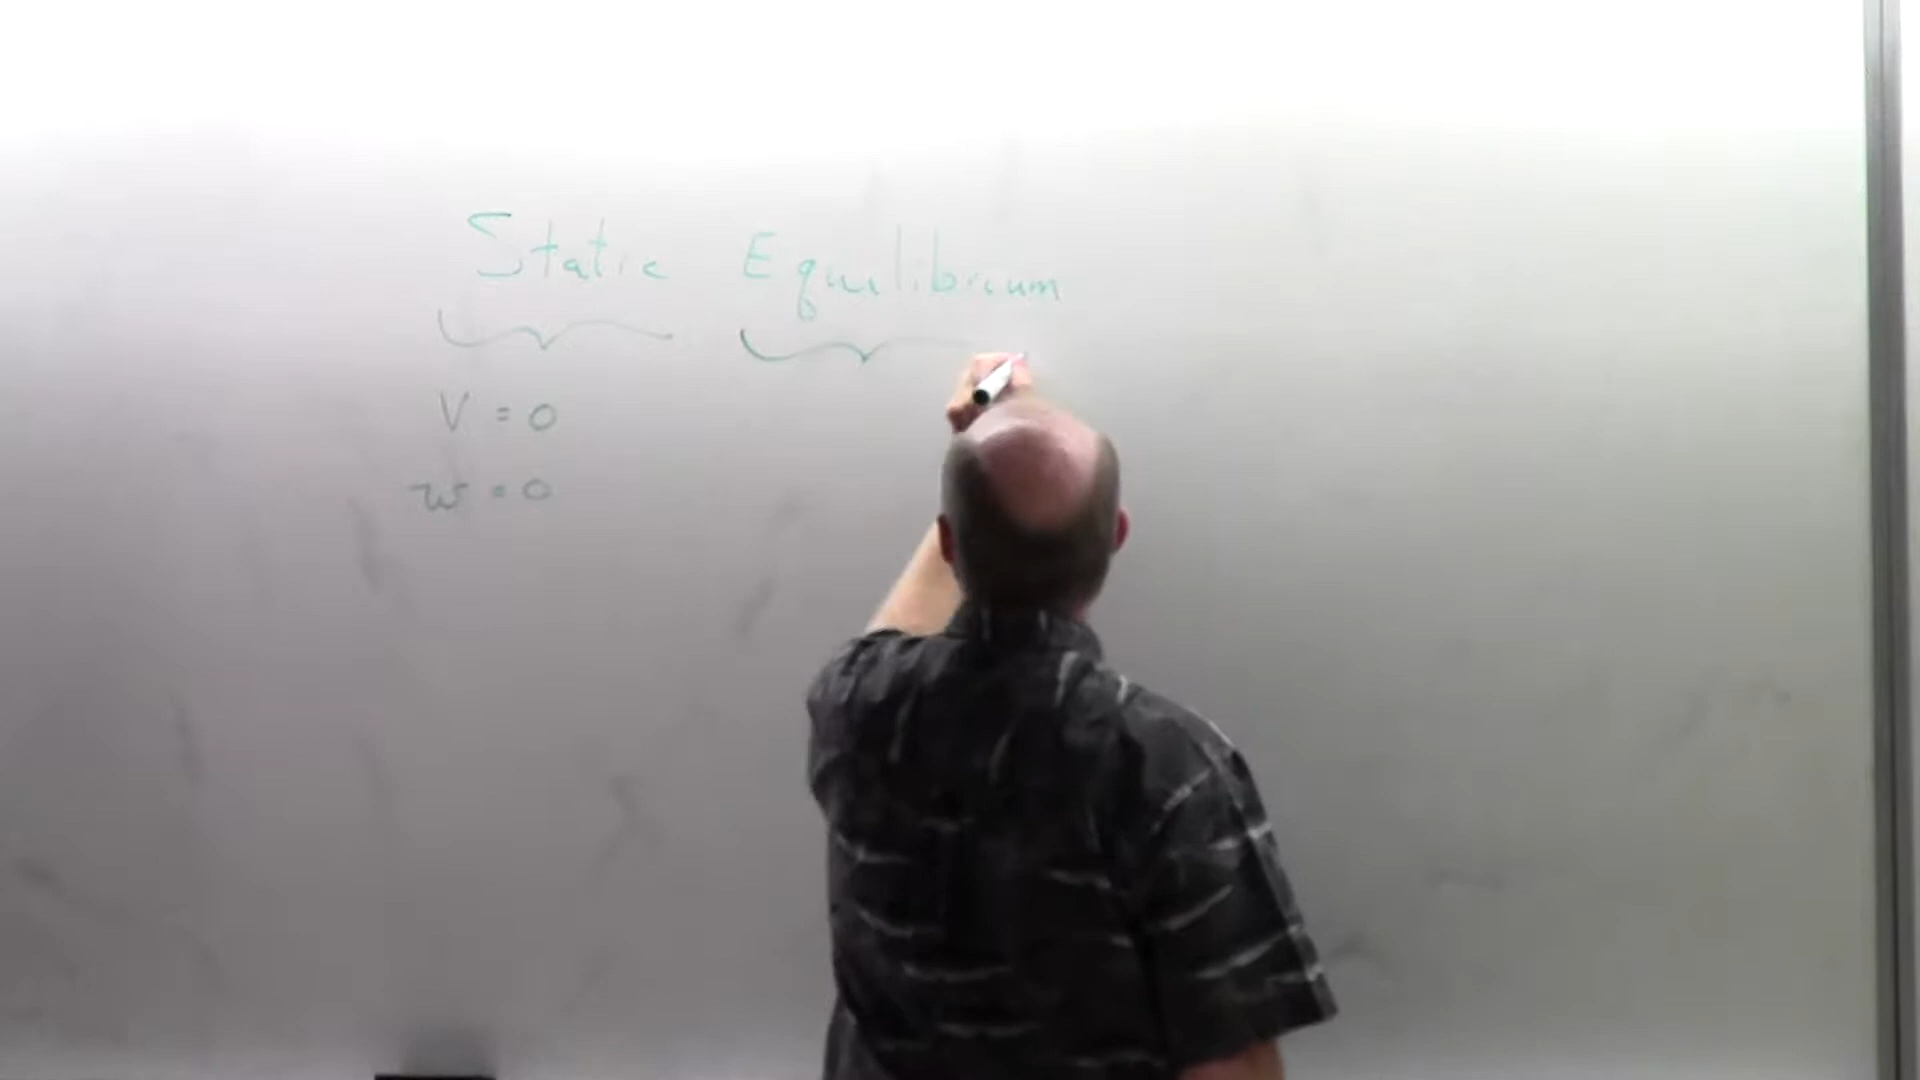 Static Equilibrium
V = 0
w = 0